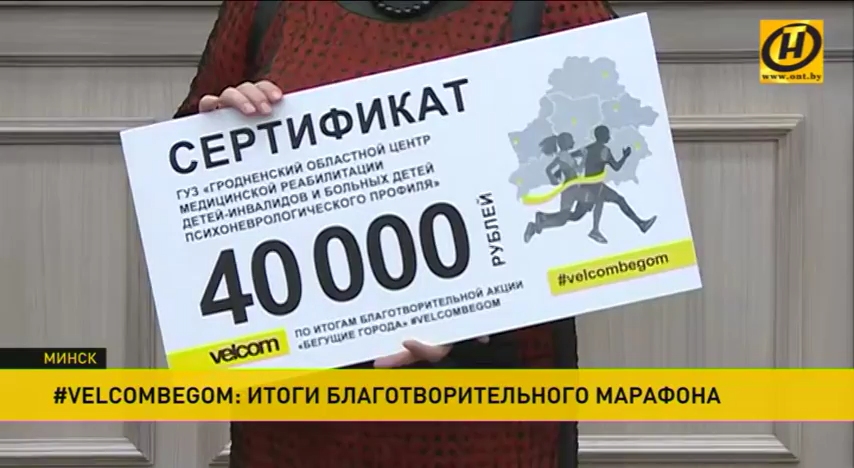 www.ont.by
СЕРТИФИКАТ
ГУЗ «ГРОДНЕНСКИЙ ОБЛАСТНОЙ ЦЕНТР
МЕДИЦИНСКОЙ РЕАБИЛИТАЦИИ
ДЕТЕЙ-ИНВАЛИДОВ И БОЛЬНЫХ ДЕТЕЙ
ПСИХОНЕВРОЛОГИЧЕСКОГО ПРОФИЛЯ»
40 000
РУБЛЕЙ
#velcombegom
velcom
ПО ИТОГАМ БЛАГОТВОРИТЕЛЬНОЙ АКЦИИ
«БЕГУЩИЕ ГОРОДА» #VELCOMBEGOM
МИНСК
#VELCOMBEGOM: ИТОГИ БЛАГОТВОРИТЕЛЬНОГО МАРАФОНА